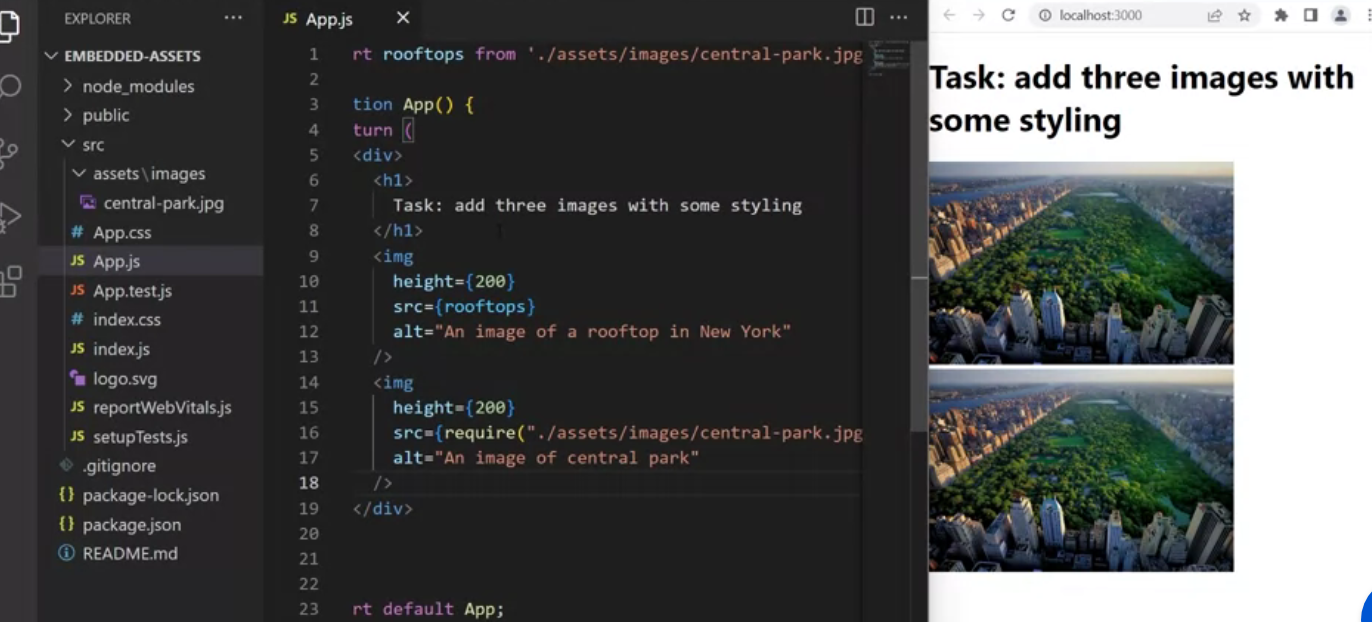 EXPLORER
EMBEDDED-ASSETS
node_modules
public
src
assets\images
central-park.jpg
# App.css
JS App.js
JS App.test.js
# index.css
JS index.js
logo.svg
JS reportWebVitals.js
JS setupTests.js
.gitignore
{} package-lock.json
{} package.json
README.md
JS App.js
1 rt rooftops from './assets/images/central-park.jpg
2
3 tion App() {
4 turn (
5 <div>
6 <h1>
7 Task: add three images with some styling
8 </h1>
9 <img
10 height={200}
11 src={rooftops}
12 alt="An image of a rooftop in New York"
13 />
14 <img
15 height={200}
16 src={require("./assets/images/central-park.jpg
17 alt="An image of central park"
18 />
19 </div>
20
21
22
23 rt default App;
localhost:3000
Task: add three images with
some styling